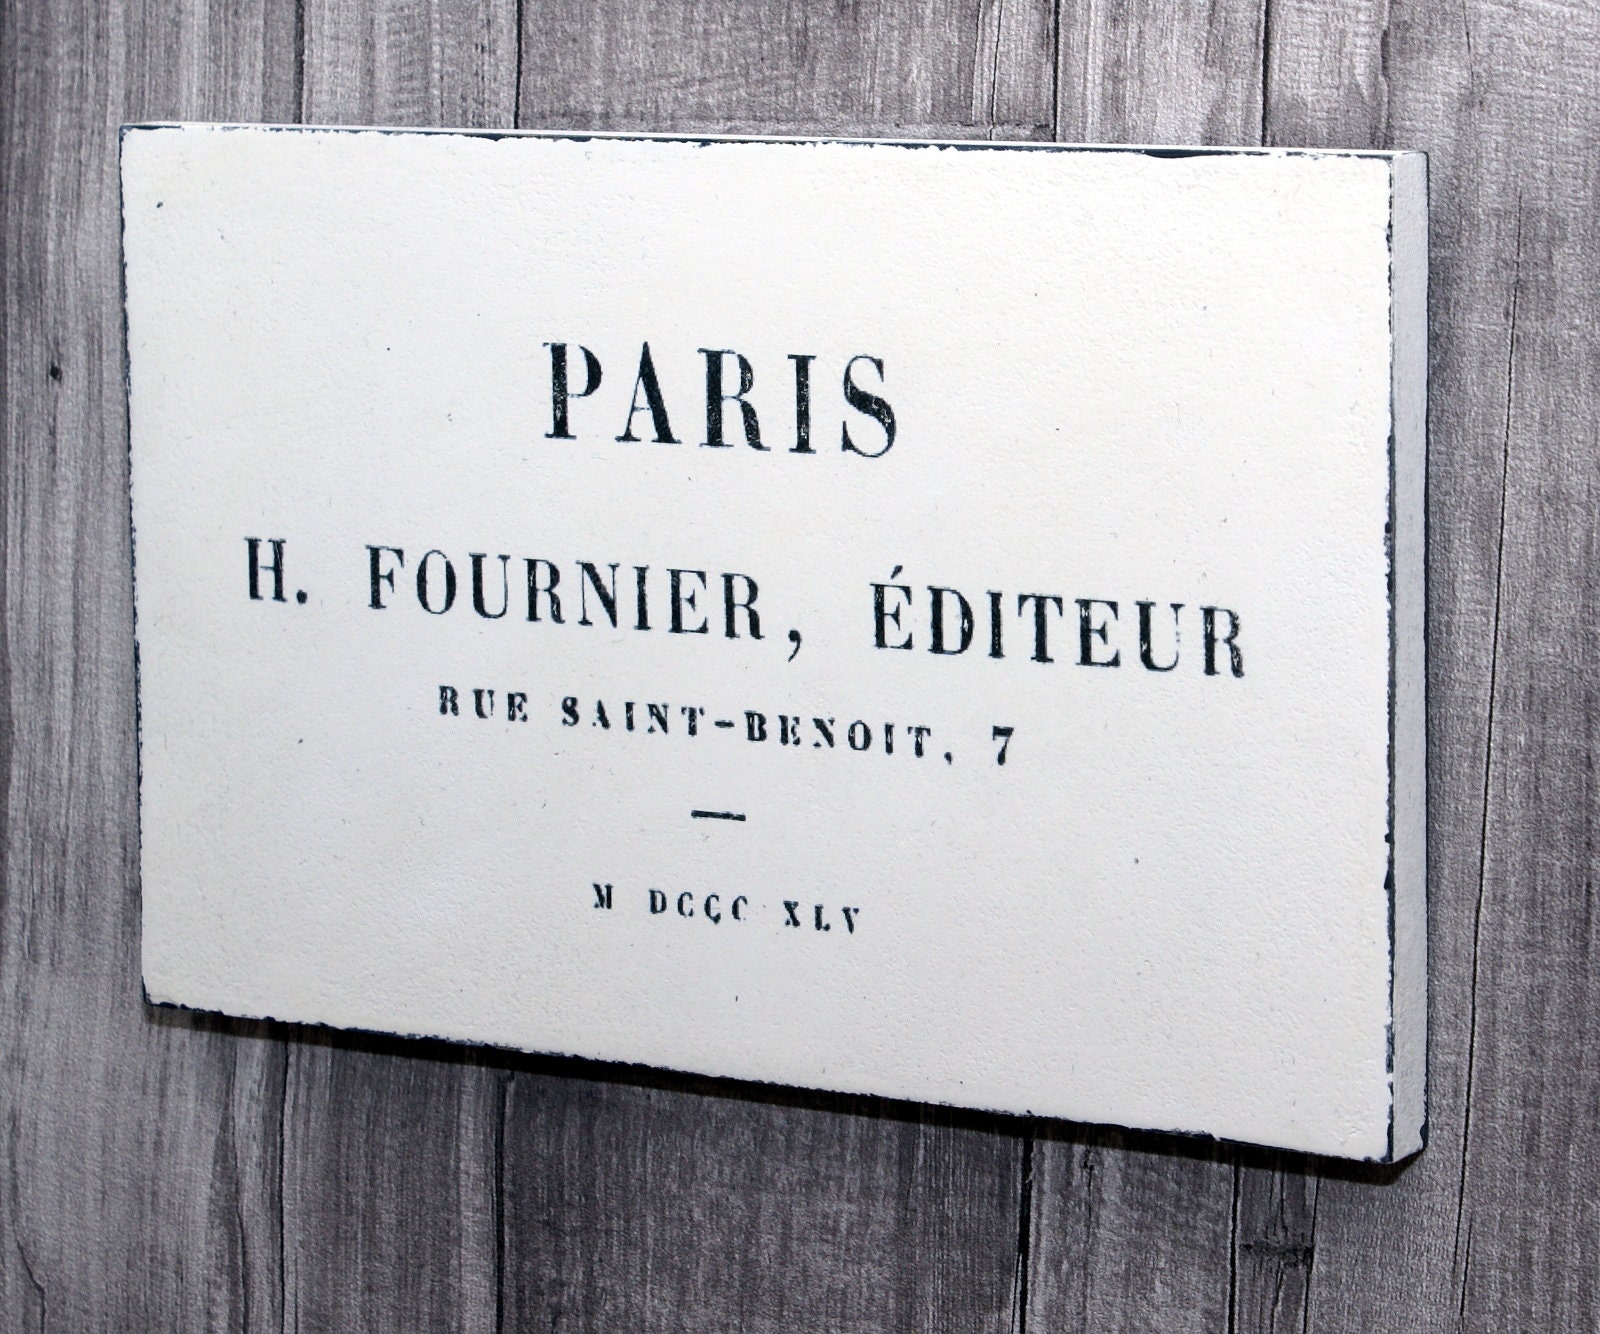 PARIS
H. FOURNIER, ÉDITEUR
RUE SAINT-BENOIT, 7
—
M DCCC XLV